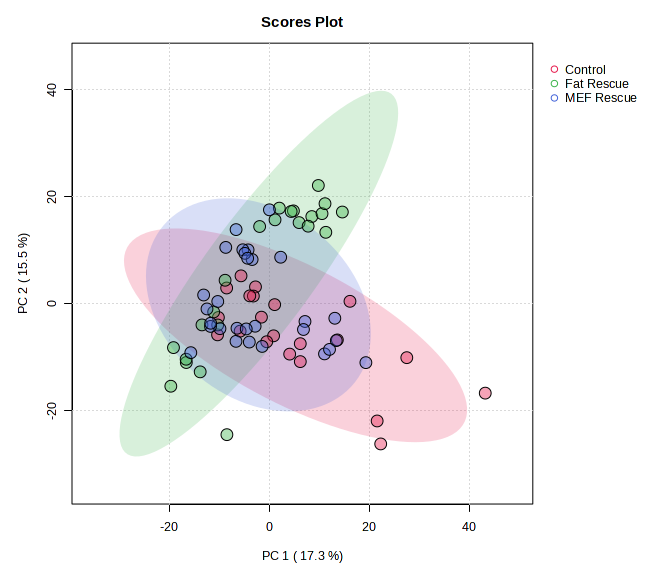 Scores Plot
Control
Fat Rescue
MEF Rescue
40
20
0
-20
PC 2 ( 15.5 %)
-20
0
20
40
PC 1 ( 17.3 %)